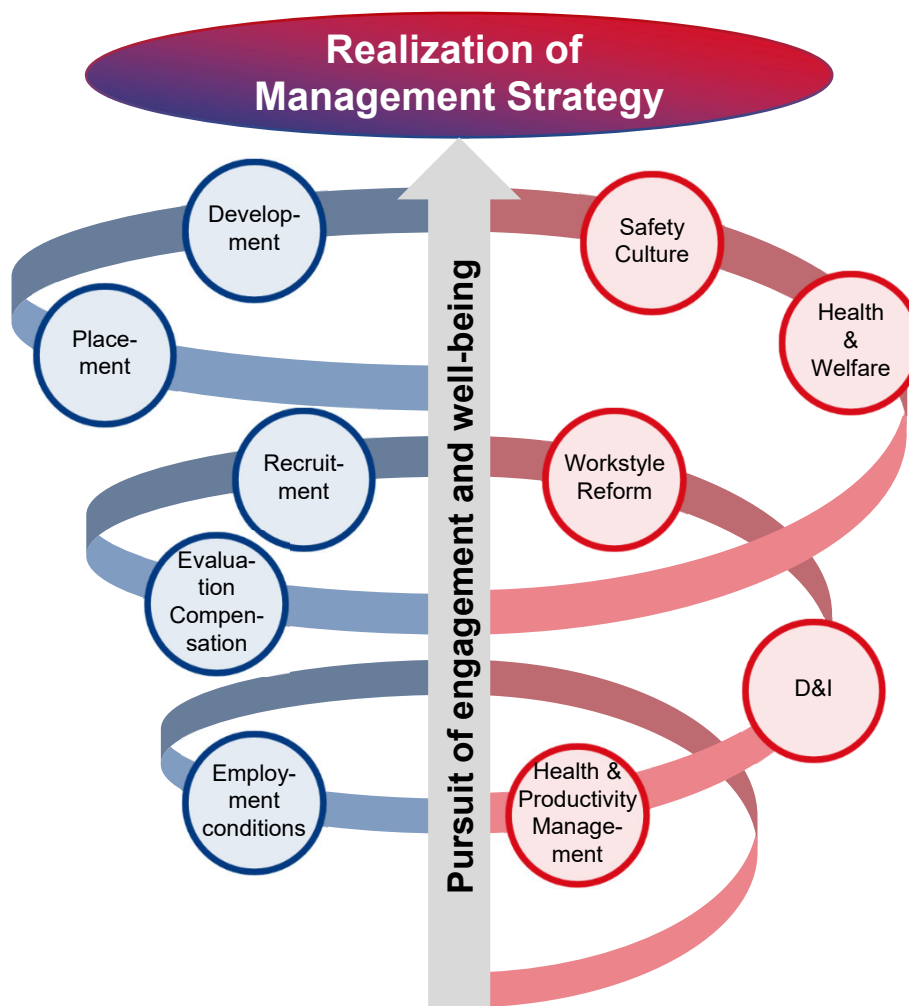 Realization of
Management Strategy
Develop-
ment
Safety
Culture
Place-
ment
Health
&
Welfare
Pursuit of engagement and well-being
Recruit-
ment
Workstyle
Reform
Evalua-
tion
Compen-
sation
D&I
Employ-
ment
conditions
Health &
Productivity
Manage-
ment